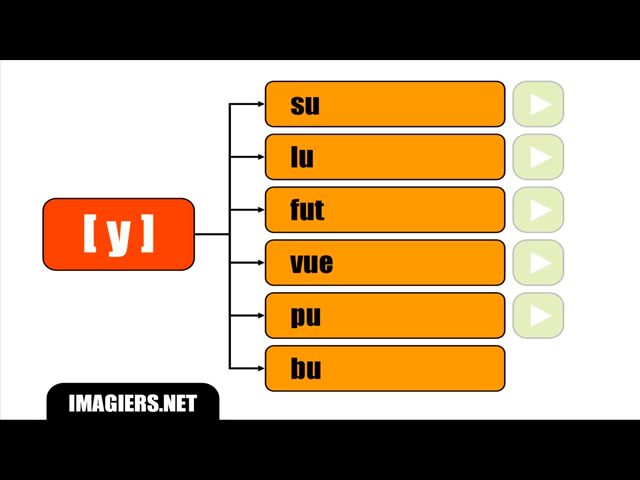 su
lu
fut
[ y ]
vue
pu
bu
IMAGIERS.NET